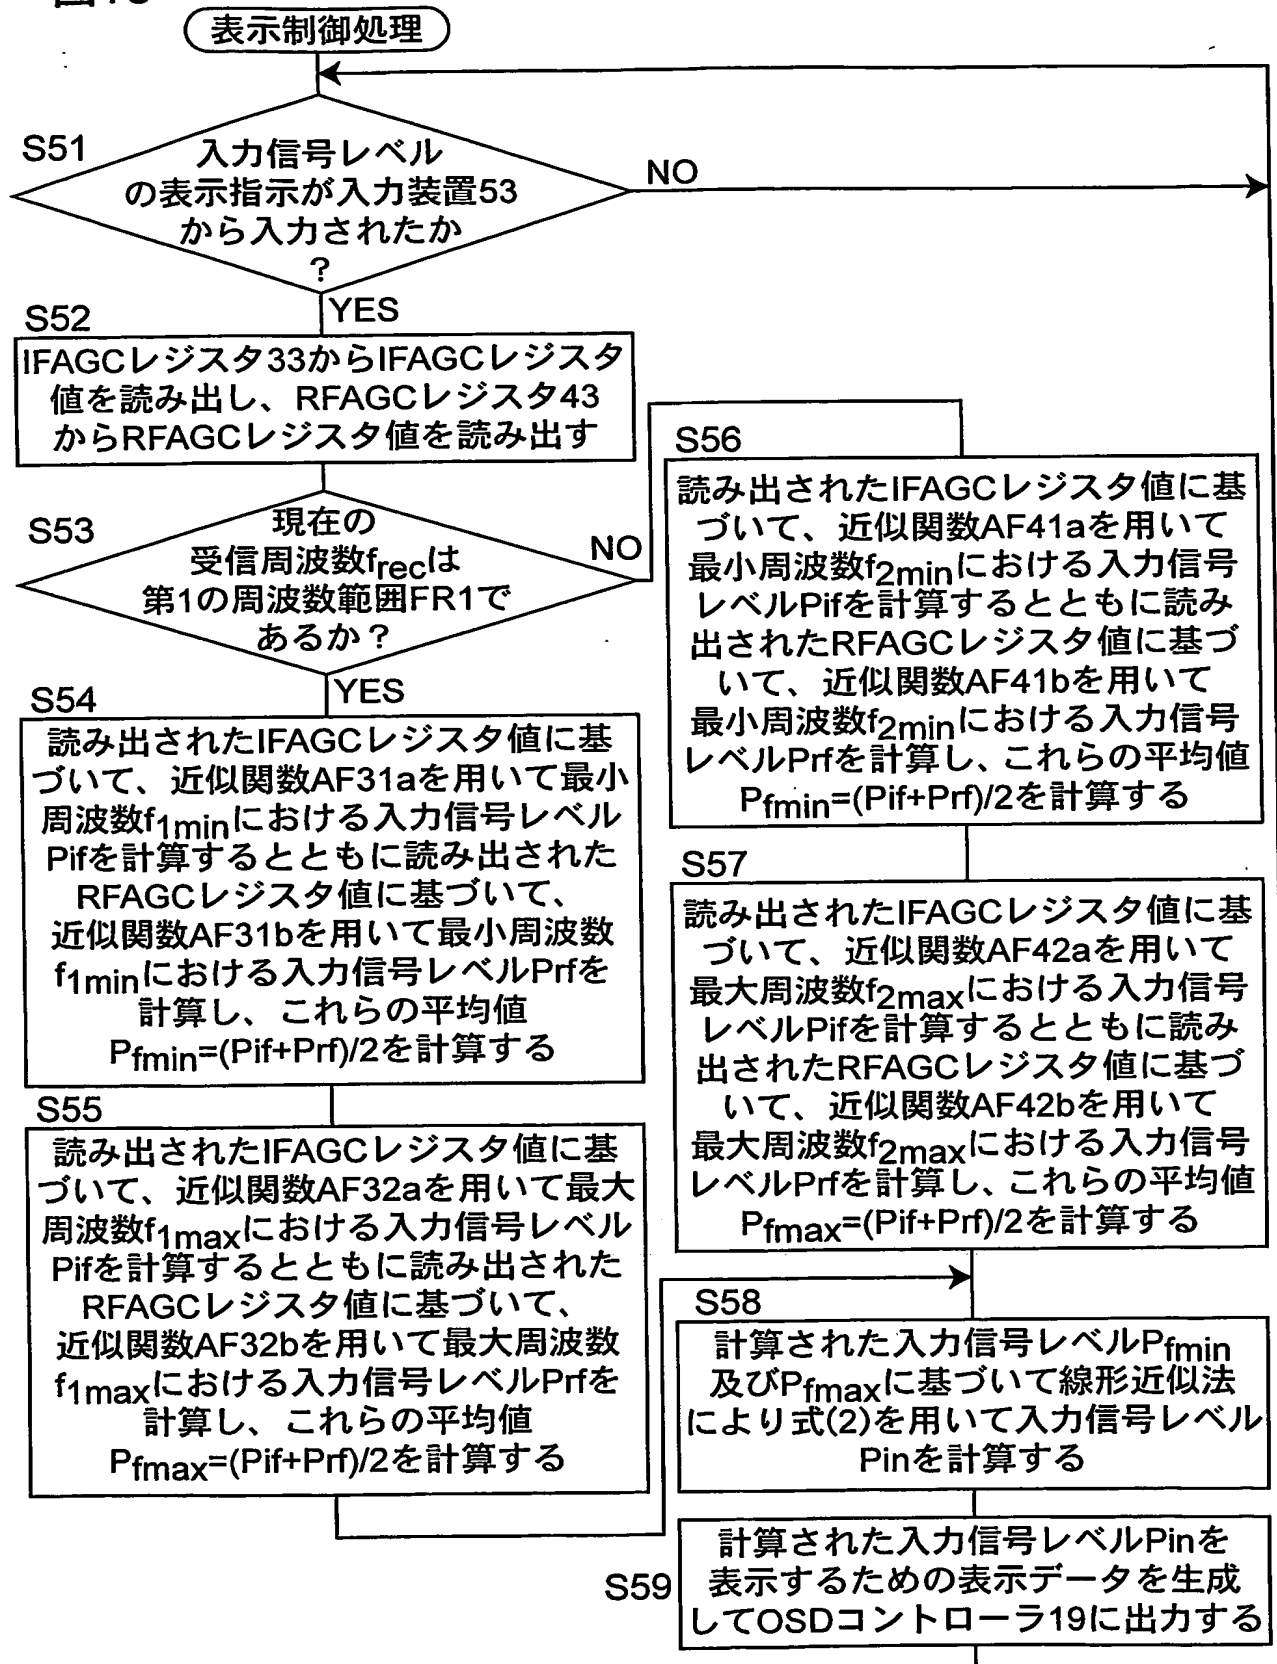 表示制御処理
S51
入力信号レベル
の表示指示が入力装置53
から入力されたか
?
NO
YES
S52
IFAGCレジスタ33からIFAGCレジスタ
値を読み出し、RFAGCレジスタ43
からRFAGCレジスタ値を読み出す
S53
現在の
受信周波数frecは
第1の周波数範囲FR1で
あるか?
NO
YES
S54
読み出されたIFAGCレジスタ値に基
づいて、近似関数AF31aを用いて最小
周波数f1minにおける入力信号レベル
Pifを計算するとともに読み出された
RFAGCレジスタ値に基づいて、
近似関数AF31bを用いて最小周波数
f1minにおける入力信号レベルPrfを
計算し、これらの平均値
Pfmin=(Pif+Prf)/2を計算する
S55
読み出されたIFAGCレジスタ値に基
づいて、近似関数AF32aを用いて最大
周波数f1maxにおける入力信号レベル
Pifを計算するとともに読み出された
RFAGCレジスタ値に基づいて、
近似関数AF32bを用いて最大周波数
f1maxにおける入力信号レベルPrfを
計算し、これらの平均値
Pfmax=(Pif+Prf)/2を計算する
S56
読み出されたIFAGCレジスタ値に基
づいて、近似関数AF41aを用いて
最小周波数f2minにおける入力信号
レベルPifを計算するとともに読み
出されたRFAGCレジスタ値に基づ
いて、近似関数AF41bを用いて
最小周波数f2minにおける入力信号
レベルPrfを計算し、これらの平均値
Pfmin=(Pif+Prf)/2を計算する
S57
読み出されたIFAGCレジスタ値に基
づいて、近似関数AF42aを用いて
最大周波数f2maxにおける入力信号
レベルPifを計算するとともに読み
出されたRFAGCレジスタ値に基づ
いて、近似関数AF42bを用いて
最大周波数f2maxにおける入力信号
レベルPrfを計算し、これらの平均値
Pfmax=(Pif+Prf)/2を計算する
S58
計算された入力信号レベルPfmin
及びPfmaxに基づいて線形近似法
により式(2)を用いて入力信号レベル
Pinを計算する
S59
計算された入力信号レベルPinを
表示するための表示データを生成
してOSDコントローラ19に出力する